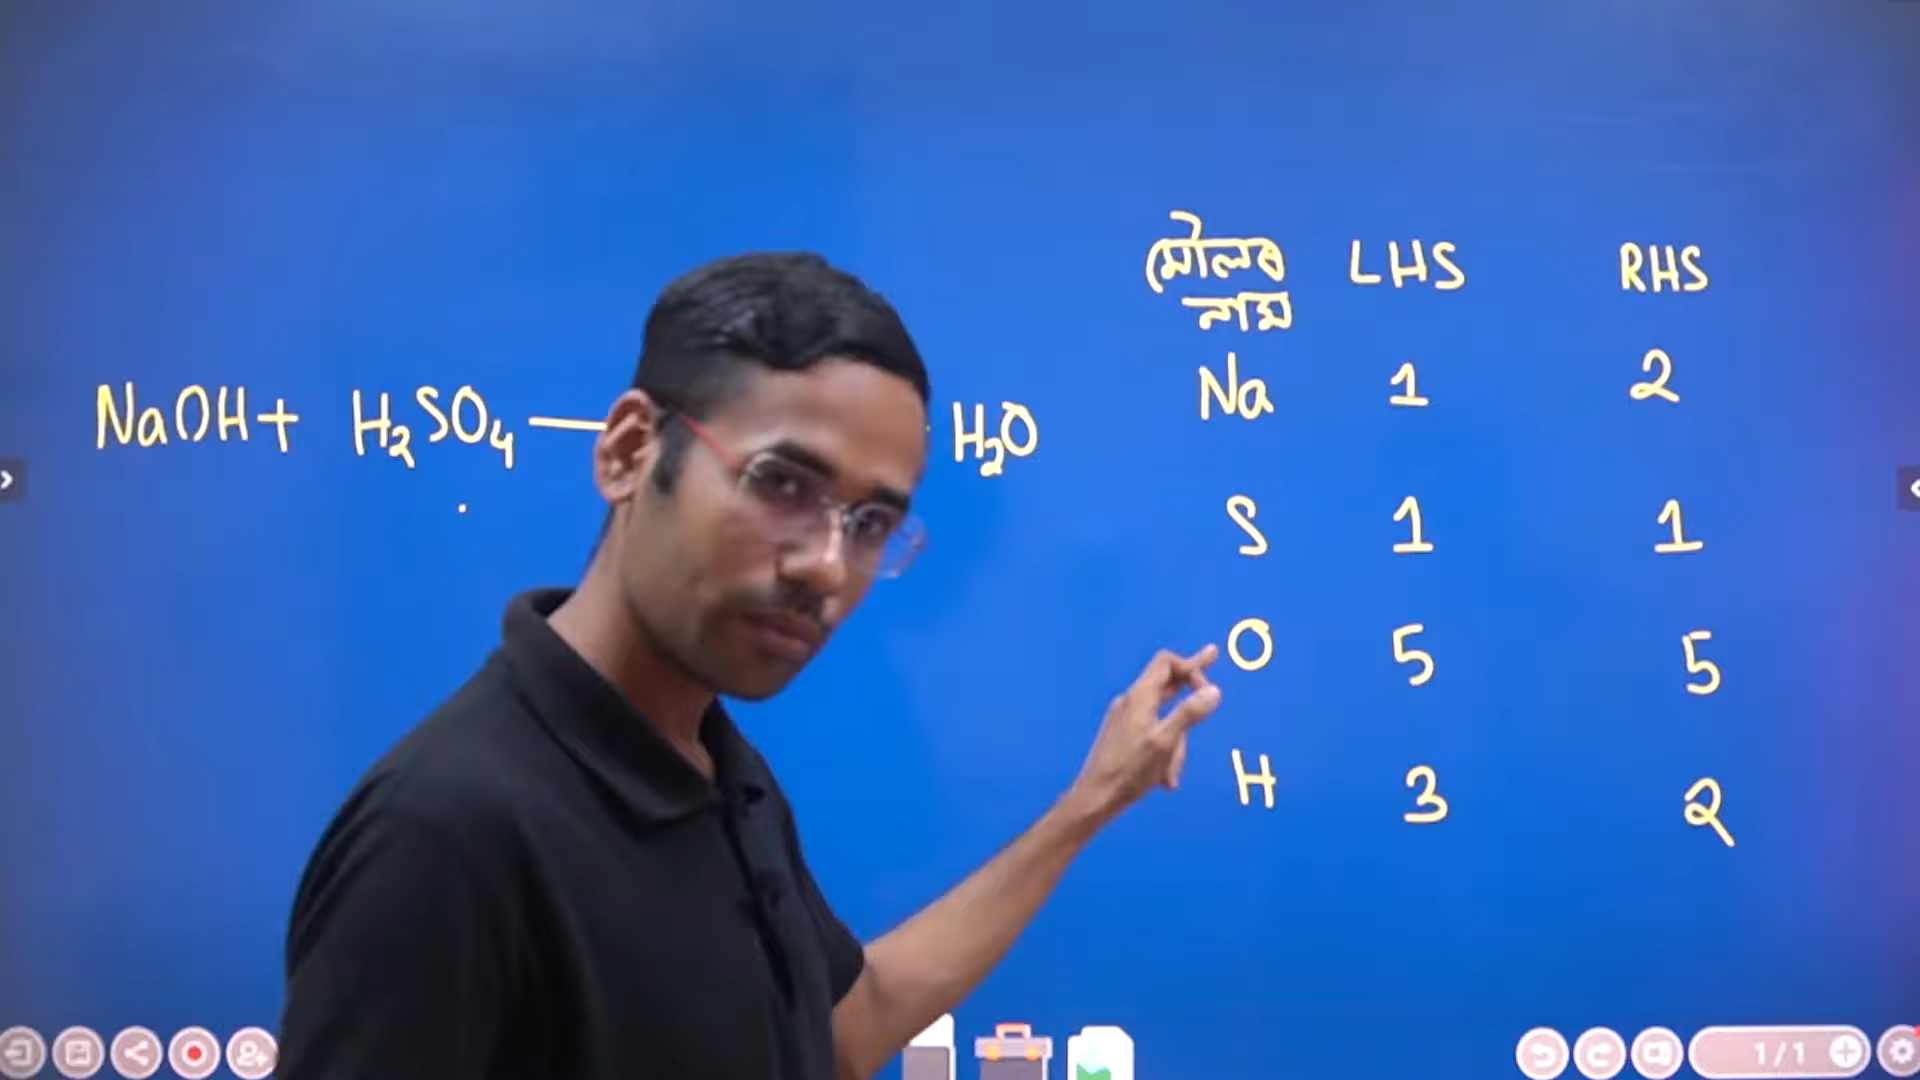 NaOH + H₂SO₄ — H₂O
মৌলৰ নাম LHS RHS
Na 1 2
S 1 1
O 5 5
H 3 2
1/1